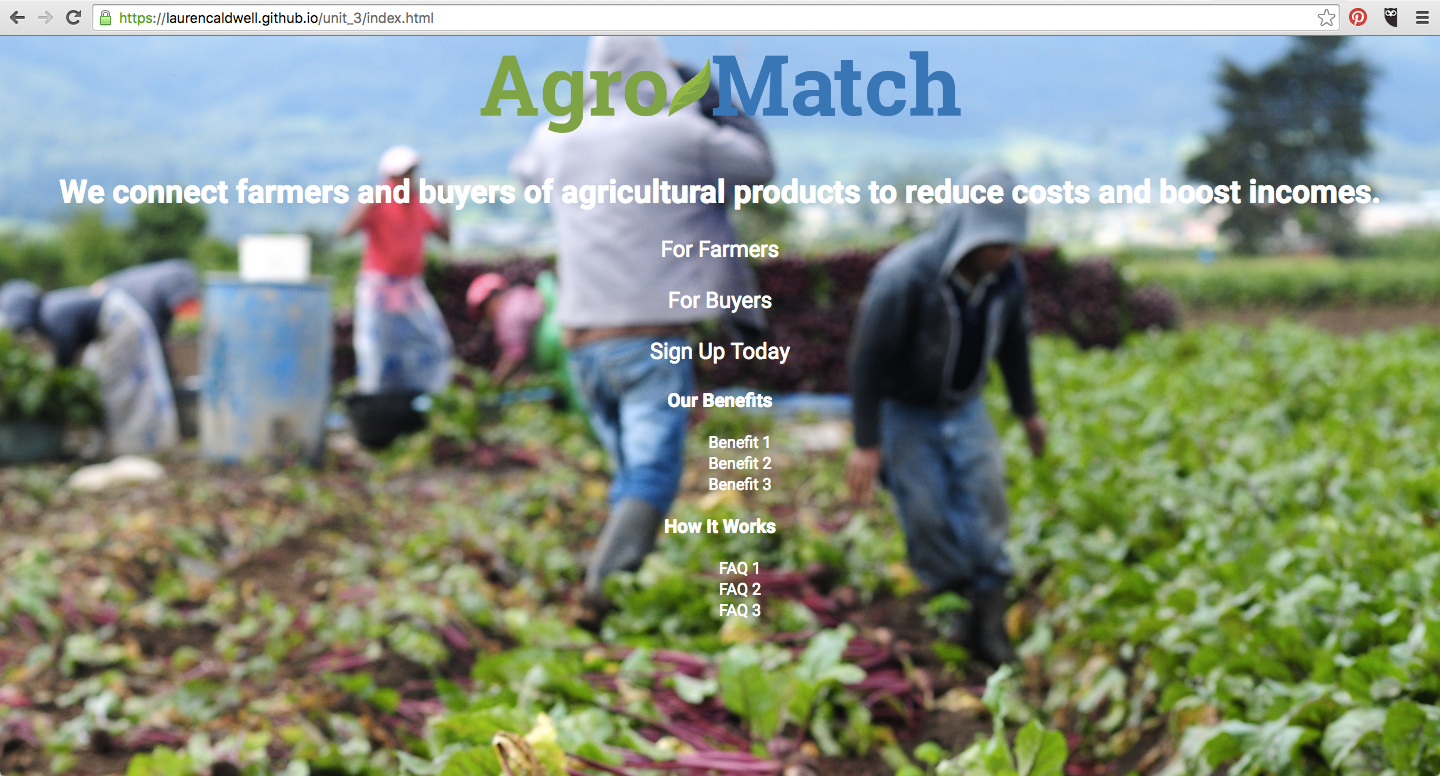 https://laurencaldwell.github.io/unit_3/index.html
Agro Match
We connect farmers and buyers of agricultural products to reduce costs and boost incomes.
For Farmers
For Buyers
Sign Up Today
Our Benefits
Benefit 1
Benefit 2
Benefit 3
How It Works
FAQ 1
FAQ 2
FAQ 3